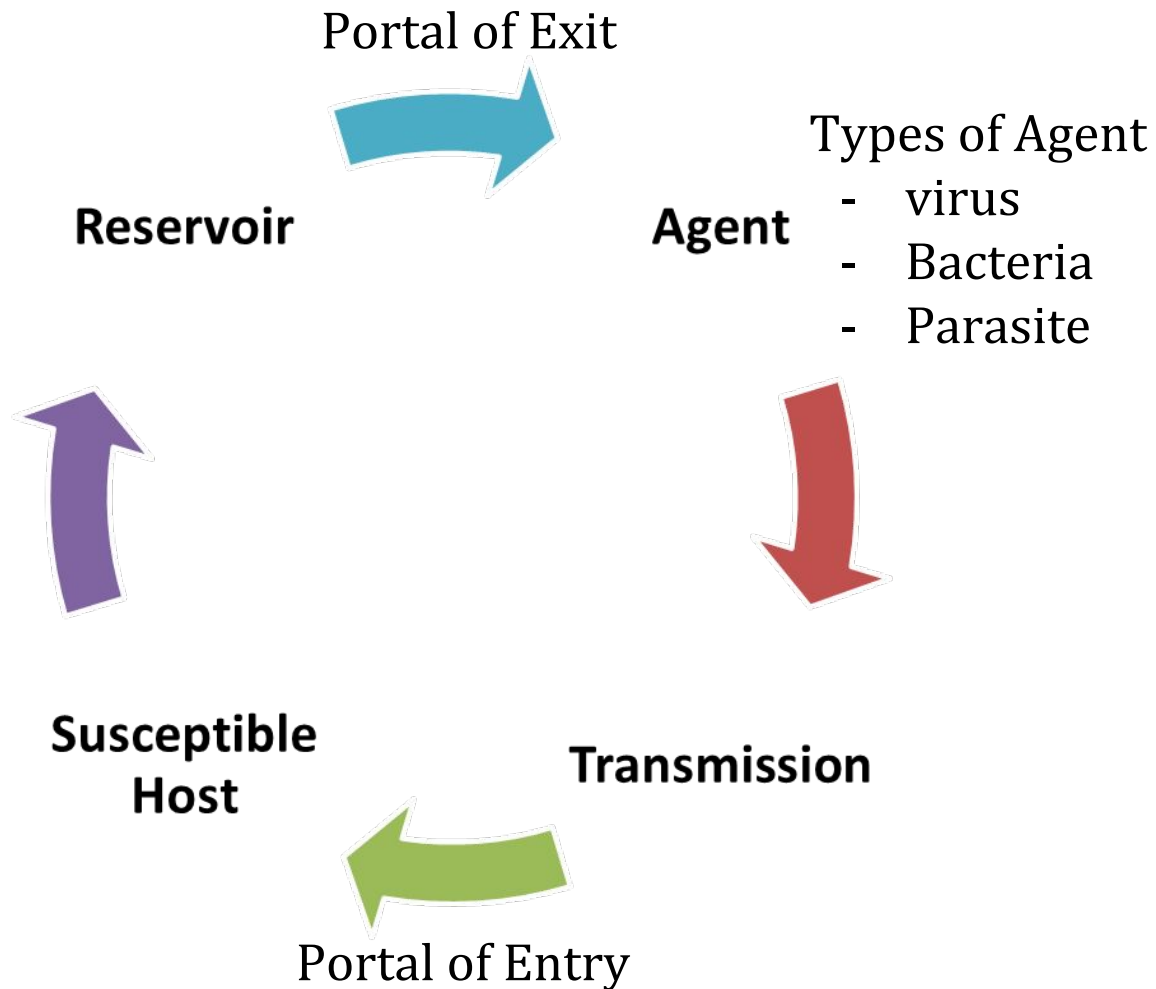 Portal of Exit
Reservoir
Agent
Types of Agent
- virus
- Bacteria
- Parasite
Susceptible
Host
Transmission
Portal of Entry